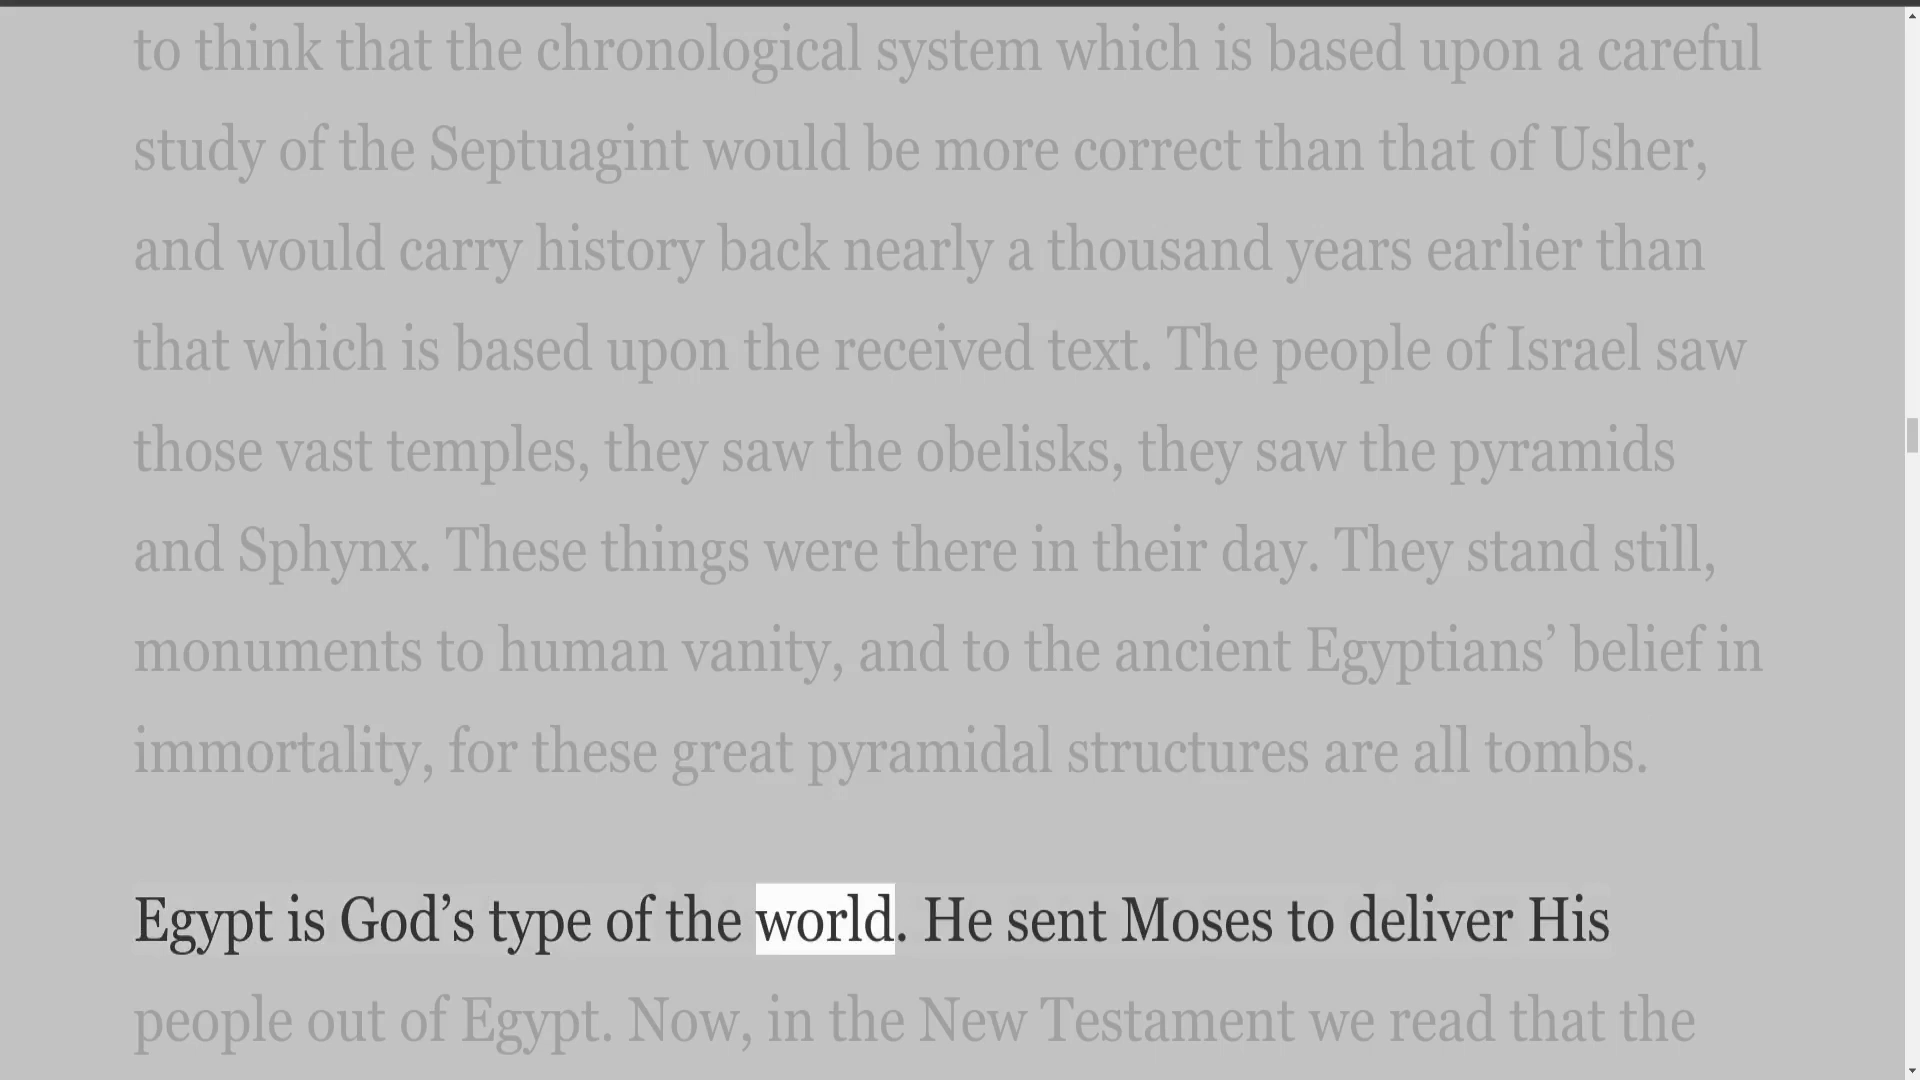 to think that the chronological system which is based upon a careful
study of the Septuagint would be more correct than that of Usher,
and would carry history back nearly a thousand years earlier than
that which is based upon the received text. The people of Israel saw
those vast temples, they saw the obelisks, they saw the pyramids
and Sphynx. These things were there in their day. They stand still,
monuments to human vanity, and to the ancient Egyptians’ belief in
immortality, for these great pyramidal structures are all tombs.
Egypt is God’s type of the world. He sent Moses to deliver His
people out of Egypt. Now, in the New Testament we read that the